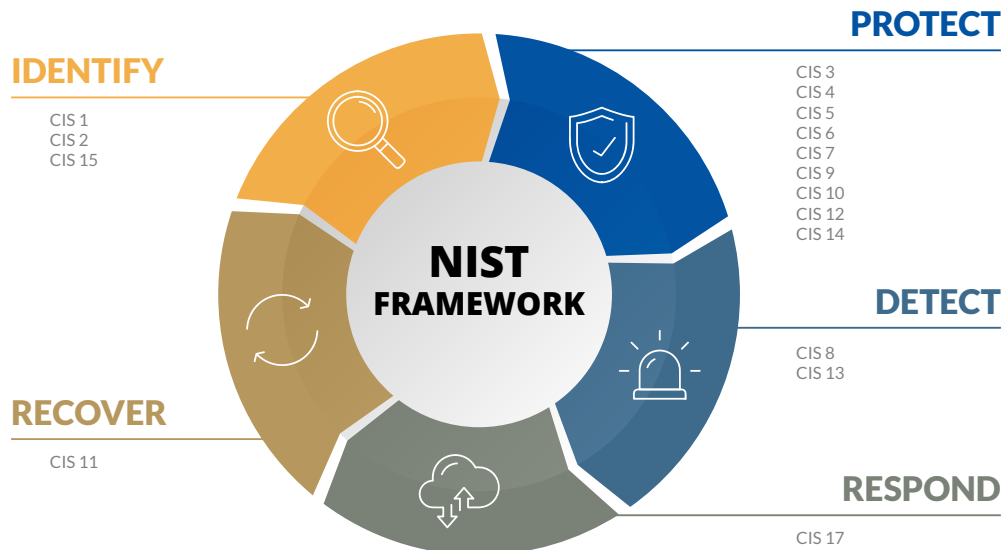 IDENTIFY
CIS 1
CIS 2
CIS 15
PROTECT
CIS 3
CIS 4
CIS 5
CIS 6
CIS 7
CIS 9
CIS 10
CIS 12
CIS 14
NIST
FRAMEWORK
DETECT
CIS 8
CIS 13
RECOVER
CIS 11
RESPOND
CIS 17